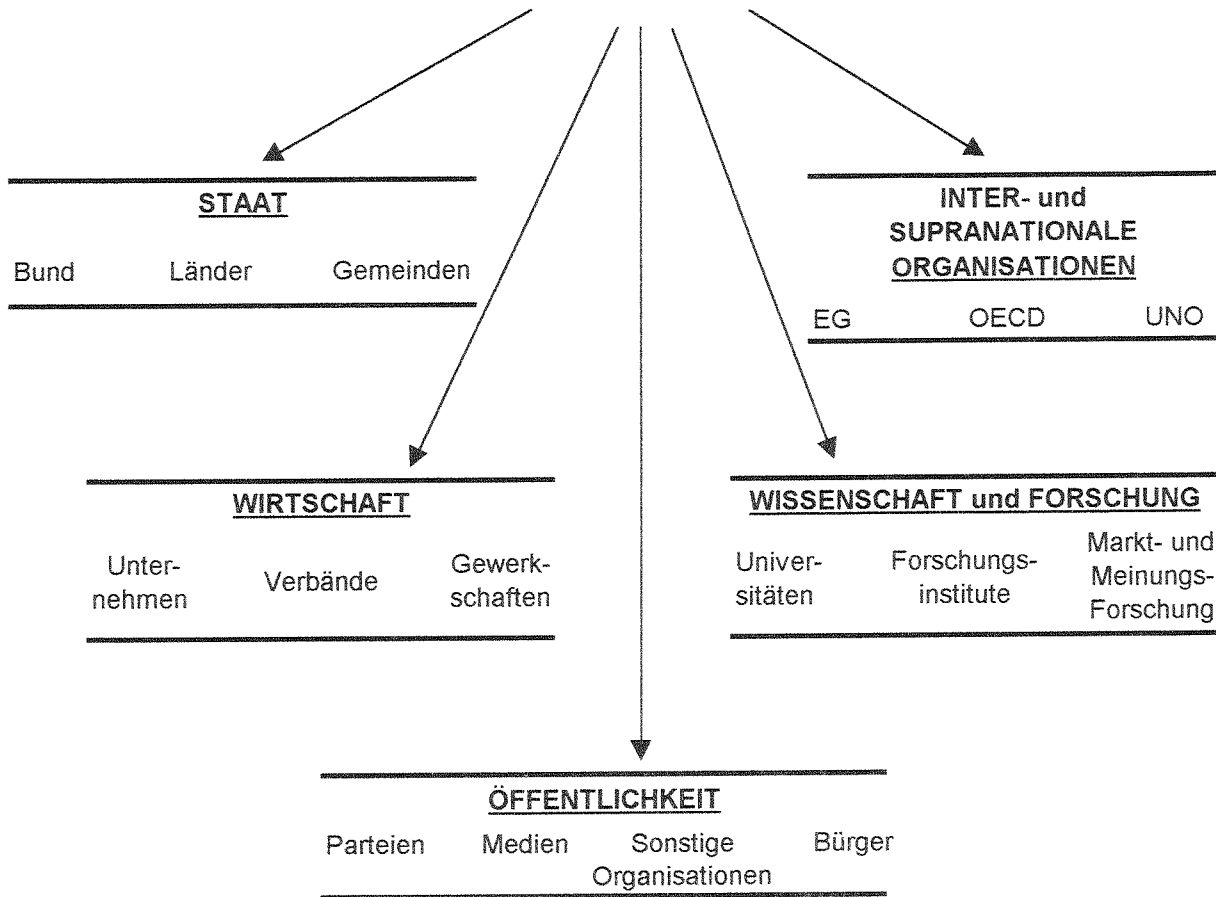 STAAT
Bund Länder Gemeinden
INTER- und
SUPRANATIONALE
ORGANISATIONEN
EG OECD UNO
WIRTSCHAFT
Unter-
nehmen
Verbände
Gewerk-
schaften
WISSENSCHAFT und FORSCHUNG
Univer-
sitäten
Forschungs-
institute
Markt- und
Meinungs-
Forschung
ÖFFENTLICHKEIT
Parteien Medien Sonstige Bürger
Organisationen